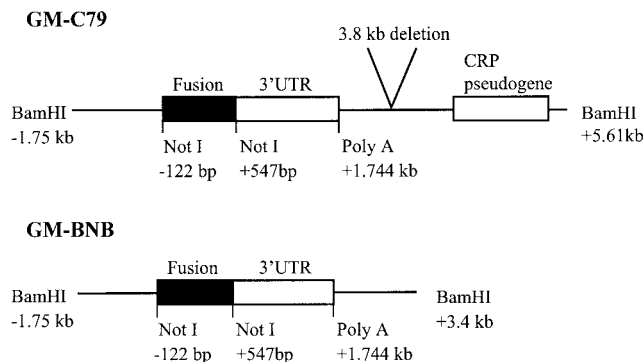 GM-C79
3.8 kb deletion
CRP
pseudogene
Fusion 3'UTR
BamHI BamHI
-1.75 kb +5.61kb
Not I Not I Poly A
-122 bp +547bp +1.744 kb
GM-BNB
Fusion 3'UTR
BamHI BamHI
-1.75 kb +3.4 kb
Not I Not I Poly A
-122 bp +547bp +1.744 kb